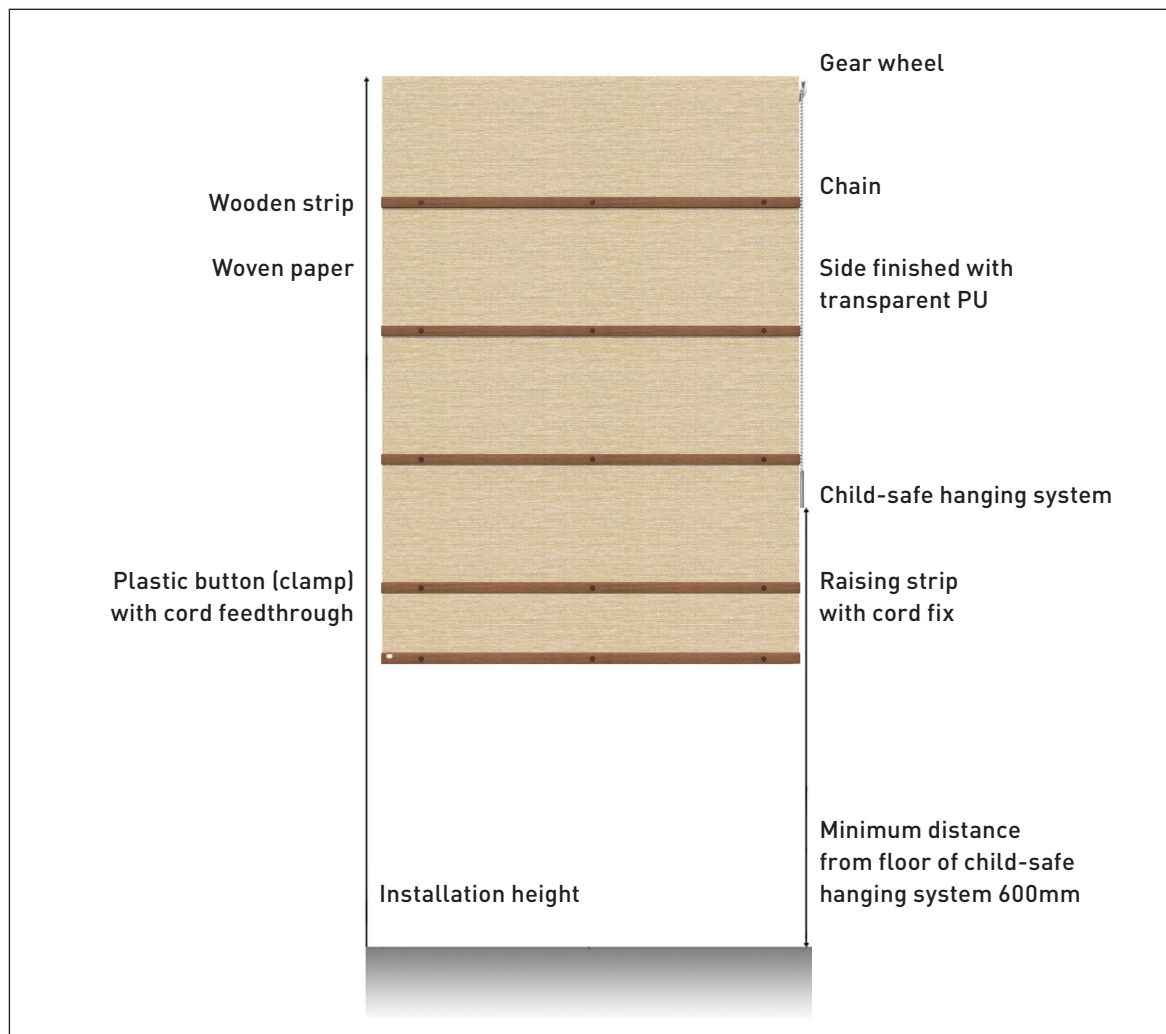 Gear wheel
Wooden strip
Chain
Woven paper
Side finished with
transparent PU
Child-safe hanging system
Plastic button (clamp)
with cord feedthrough
Raising strip
with cord fix
Minimum distance
from floor of child-safe
hanging system 600mm
Installation height